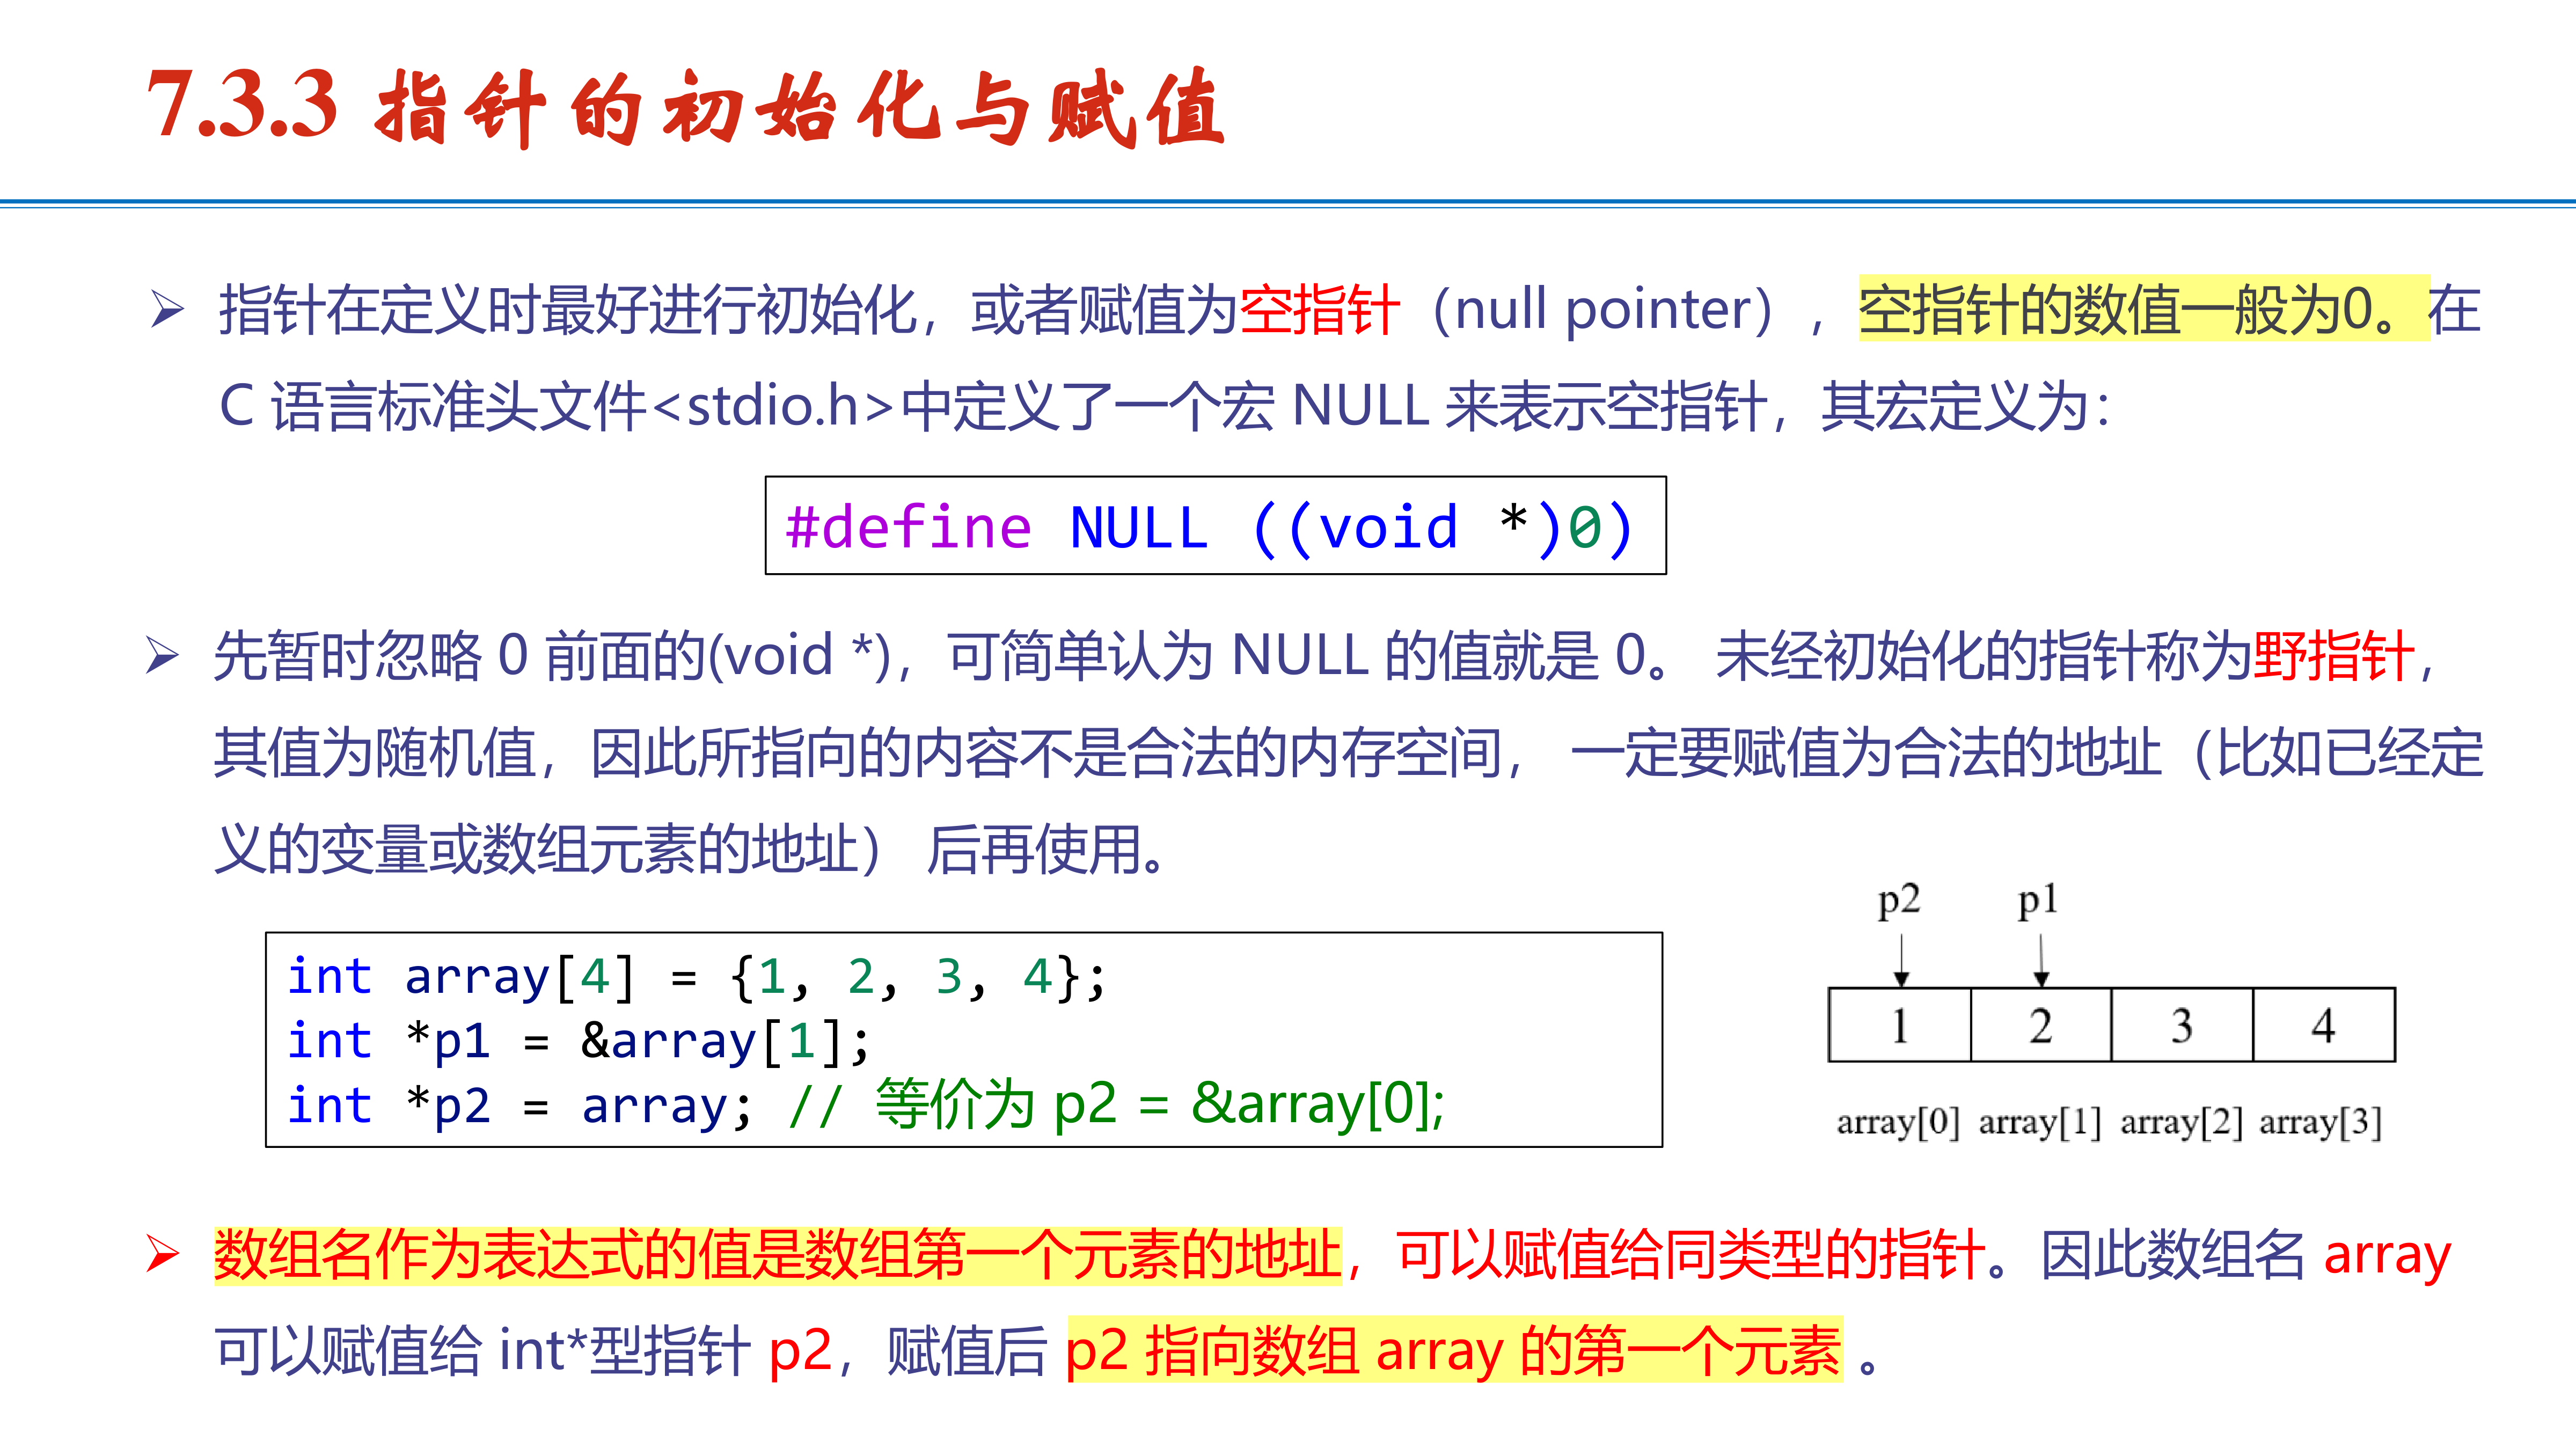 7.3.3 指针的初始化与赋值
➢ 指针在定义时最好进行初始化，或者赋值为空指针（null pointer），空指针的数值一般为0。在
C 语言标准头文件<stdio.h>中定义了一个宏 NULL 来表示空指针，其宏定义为：
#define NULL ((void *)0)
➢ 先暂时忽略 0 前面的(void *)，可简单认为 NULL 的值就是 0。 未经初始化的指针称为野指针，
其值为随机值，因此所指向的内容不是合法的内存空间， 一定要赋值为合法的地址（比如已经定
义的变量或数组元素的地址） 后再使用。
int array[4] = {1, 2, 3, 4};
int *p1 = &array[1];
int *p2 = array; // 等价为 p2 = &array[0];
p2 p1
1 2 3 4
array[0] array[1] array[2] array[3]
➢ 数组名作为表达式的值是数组第一个元素的地址，可以赋值给同类型的指针。因此数组名 array
可以赋值给 int*型指针 p2，赋值后 p2 指向数组 array 的第一个元素 。